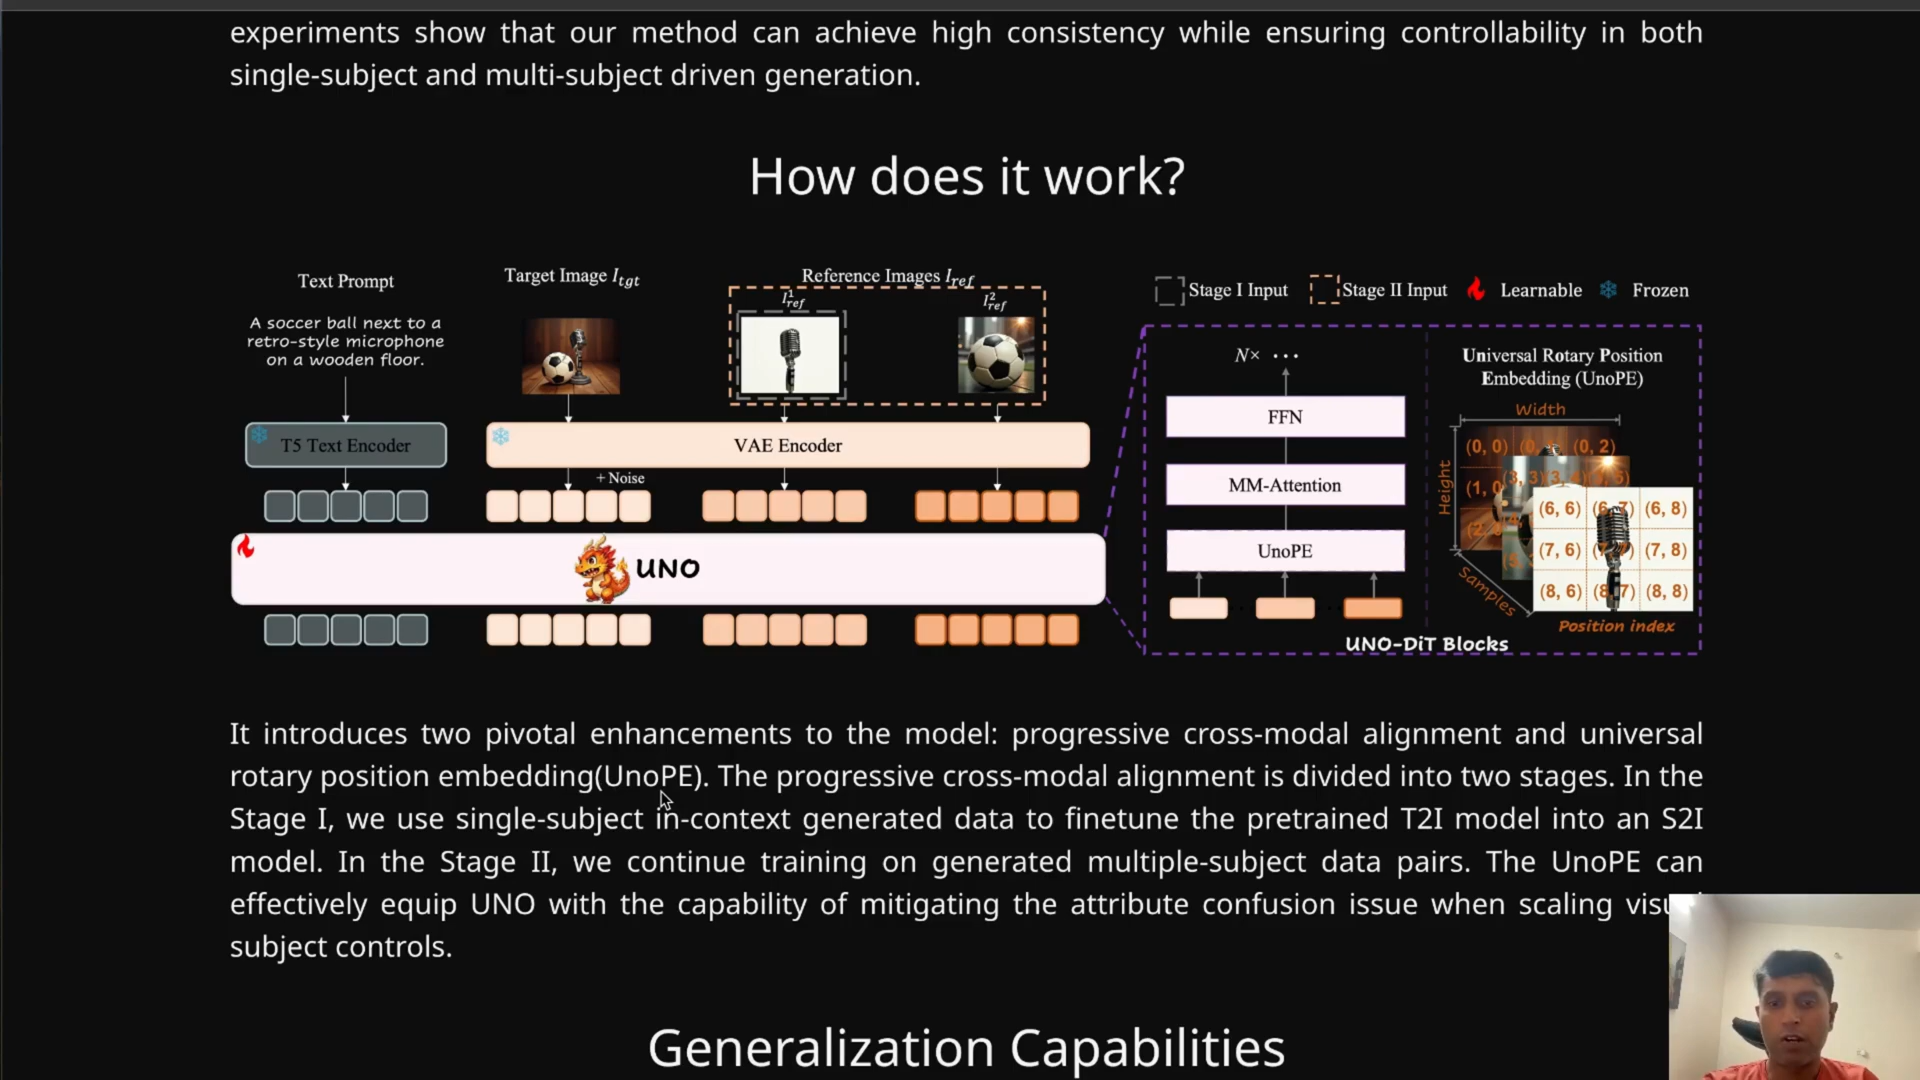 experiments show that our method can achieve high consistency while ensuring controllability in both
single-subject and multi-subject driven generation.
How does it work?
Text Prompt
A soccer ball next to a
retro-style microphone
on a wooden floor.
Target Image I_tgt
Reference Images I_ref
I^1_ref
I^2_ref
T5 Text Encoder
VAE Encoder
+ Noise
UNO
Stage I Input
Stage II Input
Learnable
Frozen
N× ···
FFN
MM-Attention
UnoPE
Universal Rotary Position
Embedding (UnoPE)
Width
Height
Samples
(0, 0)
(0, 2)
(6, 6)
(6, 8)
(7, 6)
(7, 8)
(8, 6)
(8, 8)
Position index
UNO-DiT Blocks
It introduces two pivotal enhancements to the model: progressive cross-modal alignment and universal
rotary position embedding(UnoPE). The progressive cross-modal alignment is divided into two stages. In the
Stage I, we use single-subject in-context generated data to finetune the pretrained T2I model into an S2I
model. In the Stage II, we continue training on generated multiple-subject data pairs. The UnoPE can
effectively equip UNO with the capability of mitigating the attribute confusion issue when scaling
subject controls.
Generalization Capabilities